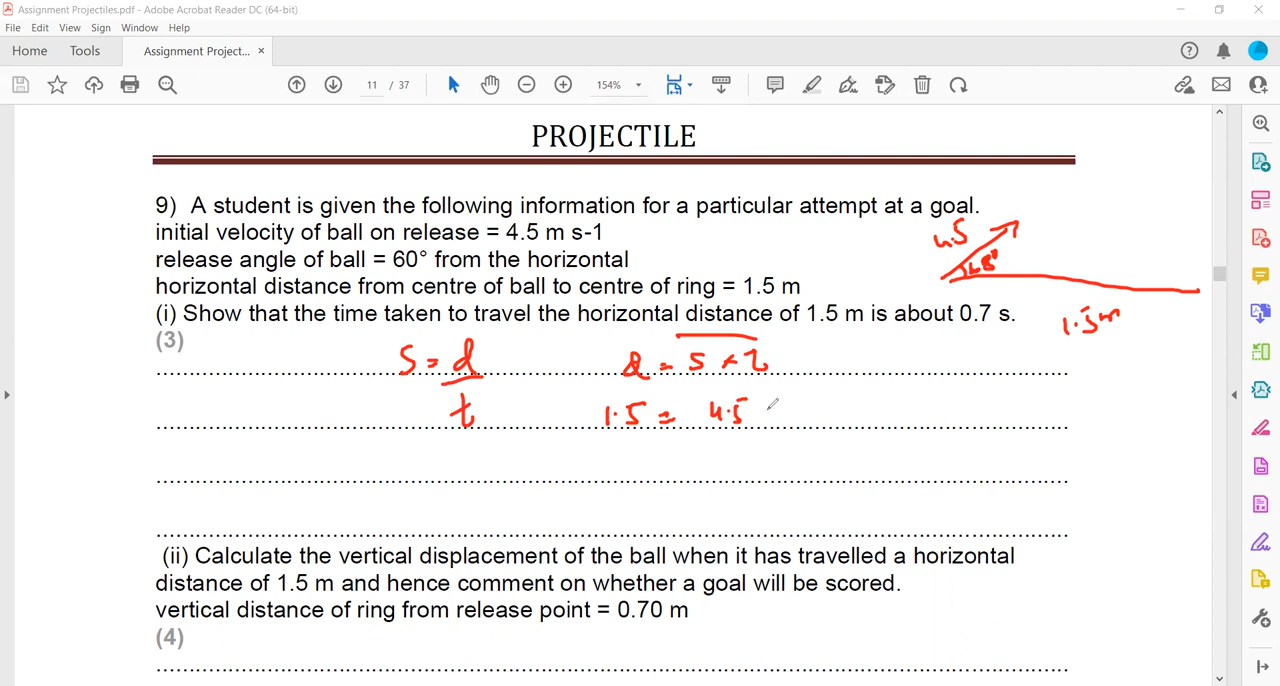 Assignment Projectiles.pdf - Adobe Acrobat Reader DC (64-bit)
File Edit View Sign Window Help
Home Tools Assignment Project... ×
11 / 37 154%
PROJECTILE
9) A student is given the following information for a particular attempt at a goal.
initial velocity of ball on release = 4.5 m s-1
release angle of ball = 60° from the horizontal
horizontal distance from centre of ball to centre of ring = 1.5 m
(i) Show that the time taken to travel the horizontal distance of 1.5 m is about 0.7 s.
(3)
4.5
1.5m
S = d / t
d = s × t
1.5 = 4.5
(ii) Calculate the vertical displacement of the ball when it has travelled a horizontal
distance of 1.5 m and hence comment on whether a goal will be scored.
vertical distance of ring from release point = 0.70 m
(4)